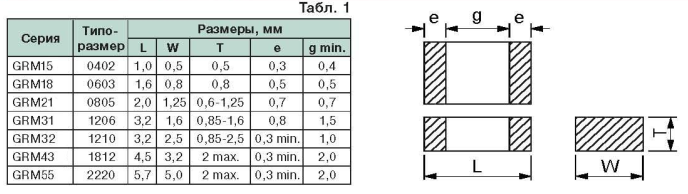 Табл. 1
Серия Типо-размер Размеры, мм
L W T e g min.
GRM15 0402 1,0 0,5 0,5 0,3 0,4
GRM18 0603 1,6 0,8 0,8 0,5 0,5
GRM21 0805 2,0 1,25 0,6-1,25 0,7 0,7
GRM31 1206 3,2 1,6 0,85-1,6 0,8 1,5
GRM32 1210 3,2 2,5 0,85-2,5 0,3 min. 1,0
GRM43 1812 4,5 3,2 2 max. 0,3 min. 2,0
GRM55 2220 5,7 5,0 2 max. 0,3 min. 2,0
e g e
L W T